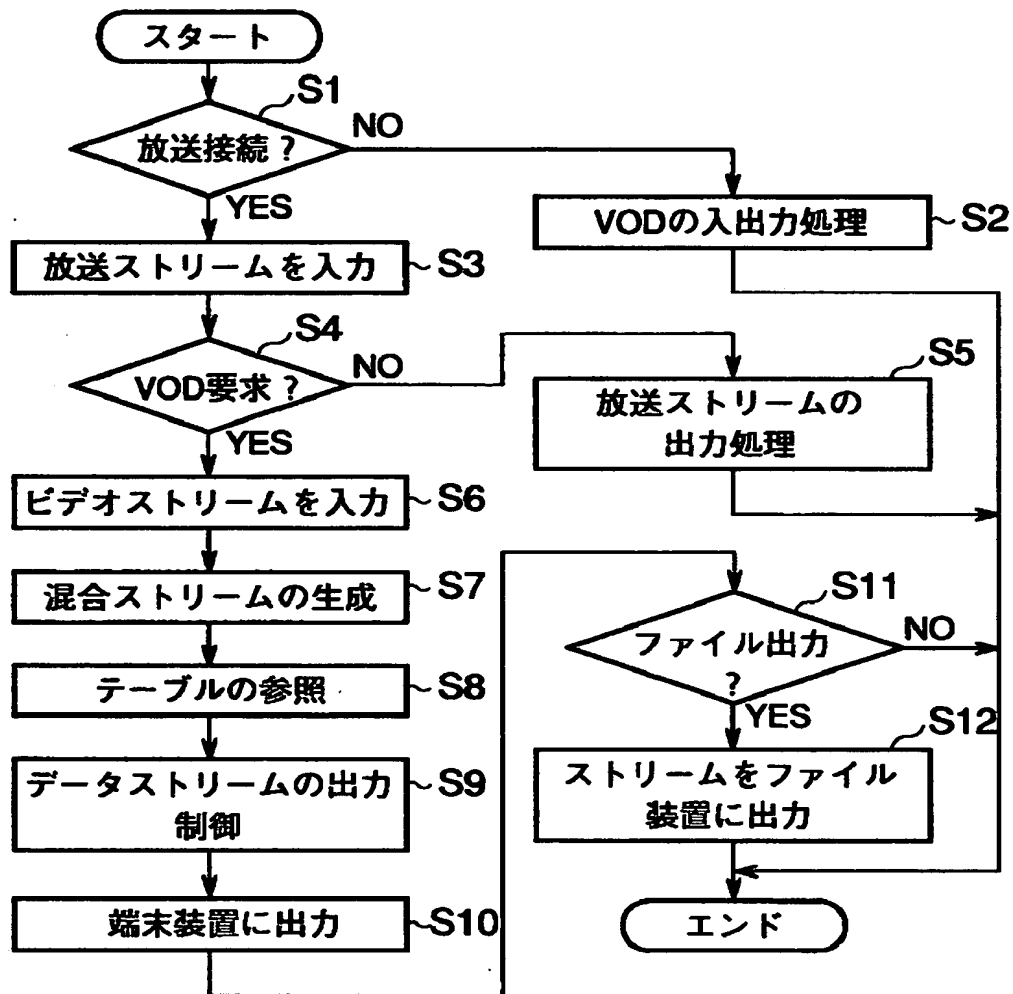 スタート
S1
放送接続?
NO
YES
VODの入出力処理
S2
放送ストリームを入力
S3
S4
VOD要求?
NO
YES
S5
放送ストリームの
出力処理
ビデオストリームを入力
S6
混合ストリームの生成
S7
テーブルの参照
S8
データストリームの出力
制御
S9
端末装置に出力
S10
S11
ファイル出力
?
NO
YES
S12
ストリームをファイル
装置に出力
エンド